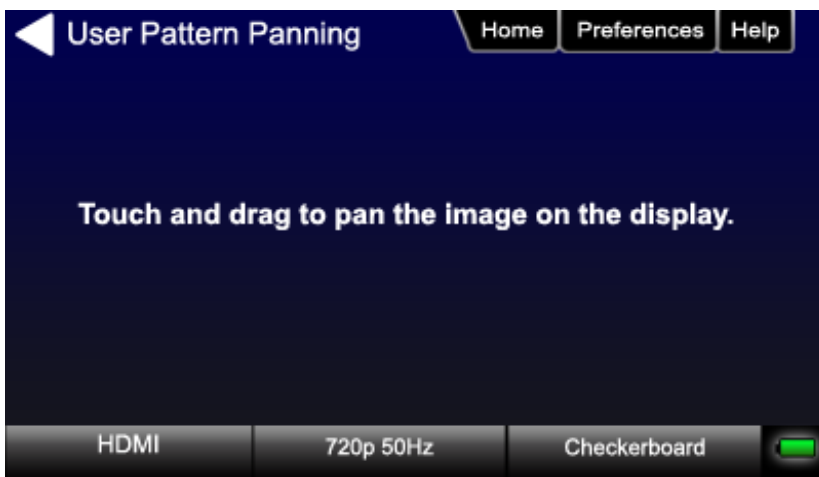 User Pattern Panning Home Preferences Help
Touch and drag to pan the image on the display.
HDMI 720p 50Hz Checkerboard